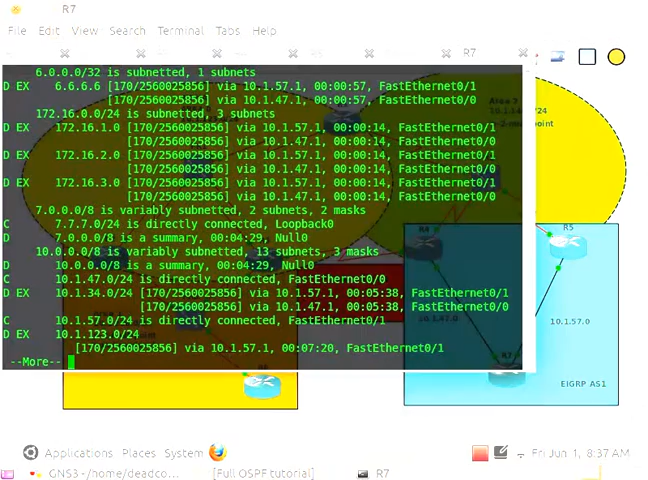 R7
File Edit View Search Terminal Tabs Help
R7
6.0.0.0/32 is subnetted, 1 subnets
D EX 6.6.6.6 [170/2560025856] via 10.1.57.1, 00:00:57, FastEthernet0/1
[170/2560025856] via 10.1.47.1, 00:00:57, FastEthernet0/0
172.16.0.0/24 is subnetted, 3 subnets
D EX 172.16.1.0 [170/2560025856] via 10.1.57.1, 00:00:14, FastEthernet0/1
[170/2560025856] via 10.1.47.1, 00:00:14, FastEthernet0/0
D EX 172.16.2.0 [170/2560025856] via 10.1.57.1, 00:00:14, FastEthernet0/1
[170/2560025856] via 10.1.47.1, 00:00:14, FastEthernet0/0
D EX 172.16.3.0 [170/2560025856] via 10.1.57.1, 00:00:14, FastEthernet0/1
[170/2560025856] via 10.1.47.1, 00:00:14, FastEthernet0/0
7.0.0.0/8 is variably subnetted, 2 subnets, 2 masks
C 7.7.7.0/24 is directly connected, Loopback0
D 7.0.0.0/8 is a summary, 00:04:29, Null0
10.0.0.0/8 is variably subnetted, 13 subnets, 3 masks
D 10.0.0.0/8 is a summary, 00:04:29, Null0
C 10.1.47.0/24 is directly connected, FastEthernet0/0
D EX 10.1.34.0/24 [170/2560025856] via 10.1.57.1, 00:05:38, FastEthernet0/1
[170/2560025856] via 10.1.47.1, 00:05:38, FastEthernet0/0
C 10.1.57.0/24 is directly connected, FastEthernet0/1
D EX 10.1.123.0/24
[170/2560025856] via 10.1.57.1, 00:07:20, FastEthernet0/1
--More--
R5
10.1.57.0
EIGRP AS1
Applications Places System
Fri Jun 1, 8:37 AM
GNS3 - /home/deadco...
[Full OSPF tutorial]
R7